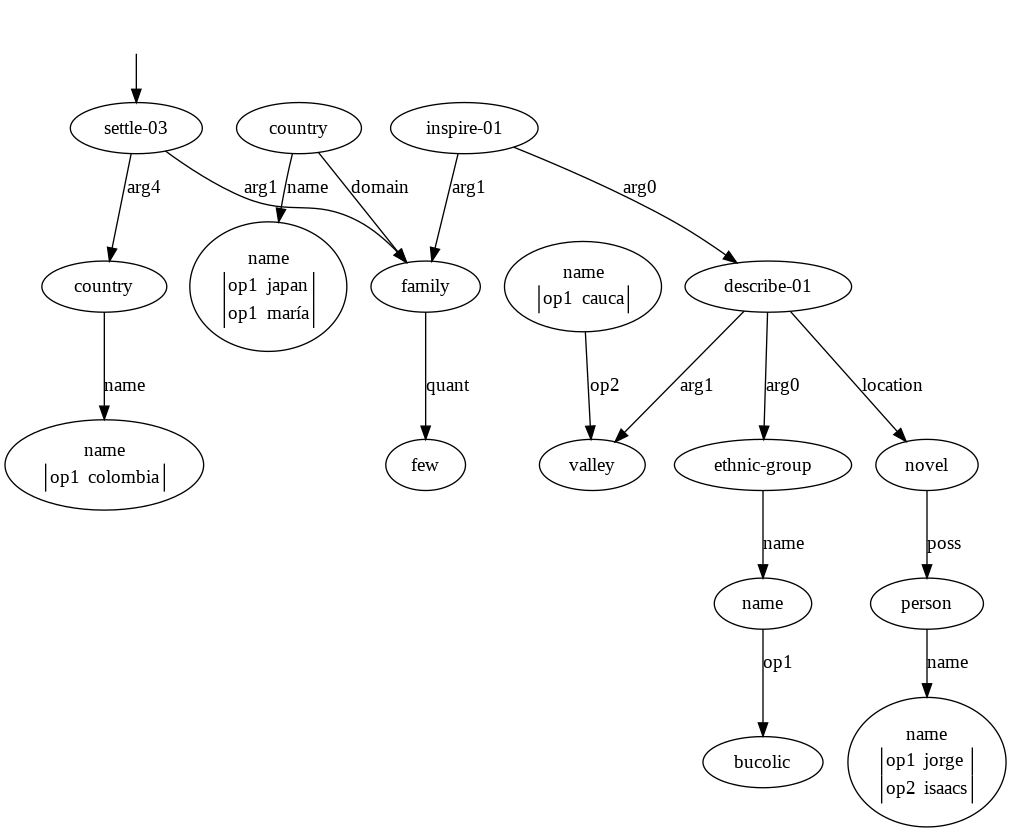 settle-03
country
inspire-01
arg4
arg1
name
domain
arg1
arg0
name
op1 japan
op1 maría
country
family
name
op1 cauca
describe-01
name
quant
op2
arg1
arg0
location
name
op1 colombia
few
valley
ethnic-group
novel
name
poss
name
person
op1
name
bucolic
name
op1 jorge
op2 isaacs